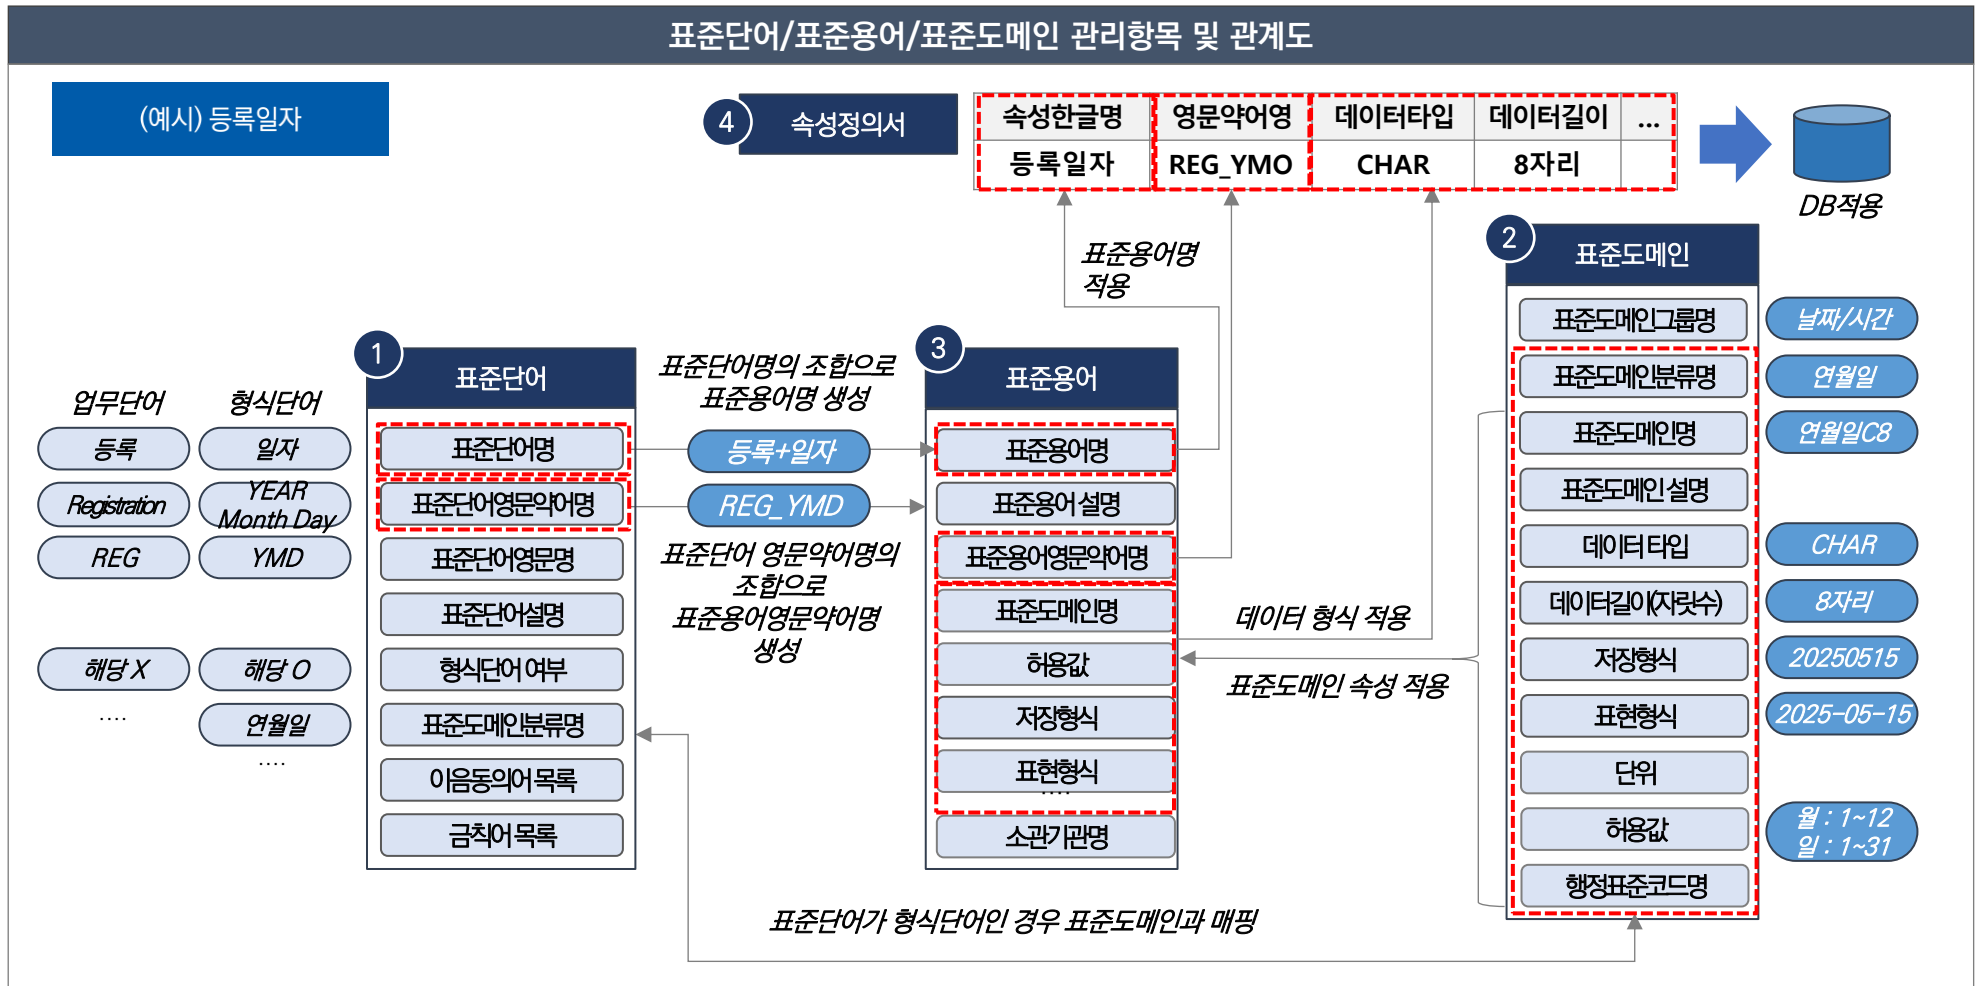 표준단어/표준용어/표준도메인 관리항목 및 관계도
(예시) 등록일자
4
속성정의서
속성한글명 영문약어영 데이터타입 데이터길이 ...
등록일자 REG_YMO CHAR 8자리
DB적용
표준용어명
적용
2
표준도메인
표준도메인그룹명 날짜/시간
표준도메인분류명 연월일
표준도메인명 연월일C8
표준도메인 설명
데이터 타입 CHAR
데이터길이(자릿수) 8자리
저장형식 20250515
표현형식 2025-05-15
단위
허용값
월 : 1~12
일 : 1~31
행정표준코드명
업무단어 형식단어
등록 일자
Registration
YEAR
Month Day
REG YMD
해당 X 해당 O
....
연월일
....
1
표준단어
표준단어명
표준단어영문약어명
표준단어영문명
표준단어설명
형식단어 여부
표준도메인분류명
이음동의어 목록
금칙어 목록
표준단어명의 조합으로
표준용어명 생성
등록+일자
REG_YMD
표준단어 영문약어명의
조합으로
표준용어영문약어명
생성
3
표준용어
표준용어명
표준용어 설명
표준용어영문약어명
표준도메인명
허용값
저장형식
표현형식
....
소관기관명
데이터 형식 적용
표준도메인 속성 적용
표준단어가 형식단어인 경우 표준도메인과 매핑